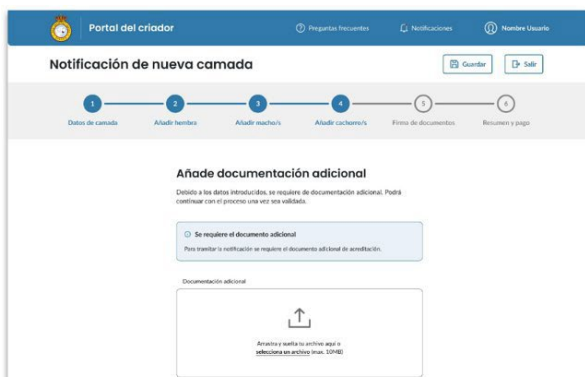 Portal del criador
Preguntas frecuentes
Notificaciones
Nombre Usuario
Notificación de nueva camada
Guardar
Salir
1
2
3
4
5
6
Datos de camada
Añadir hembra
Añadir macho/s
Añadir cachorro/s
Firma de documentos
Resumen y pago
Añade documentación adicional
Debido a los datos introducidos, se requiere de documentación adicional. Podrá
continuar con el proceso una vez sea validada.
Se requiere el documento adicional
Para tramitar la notificación se requiere el documento adicional de acreditación.
Documentación adicional
Arrastra y suelta tu archivo aquí o
selecciona un archivo (max. 10MB)